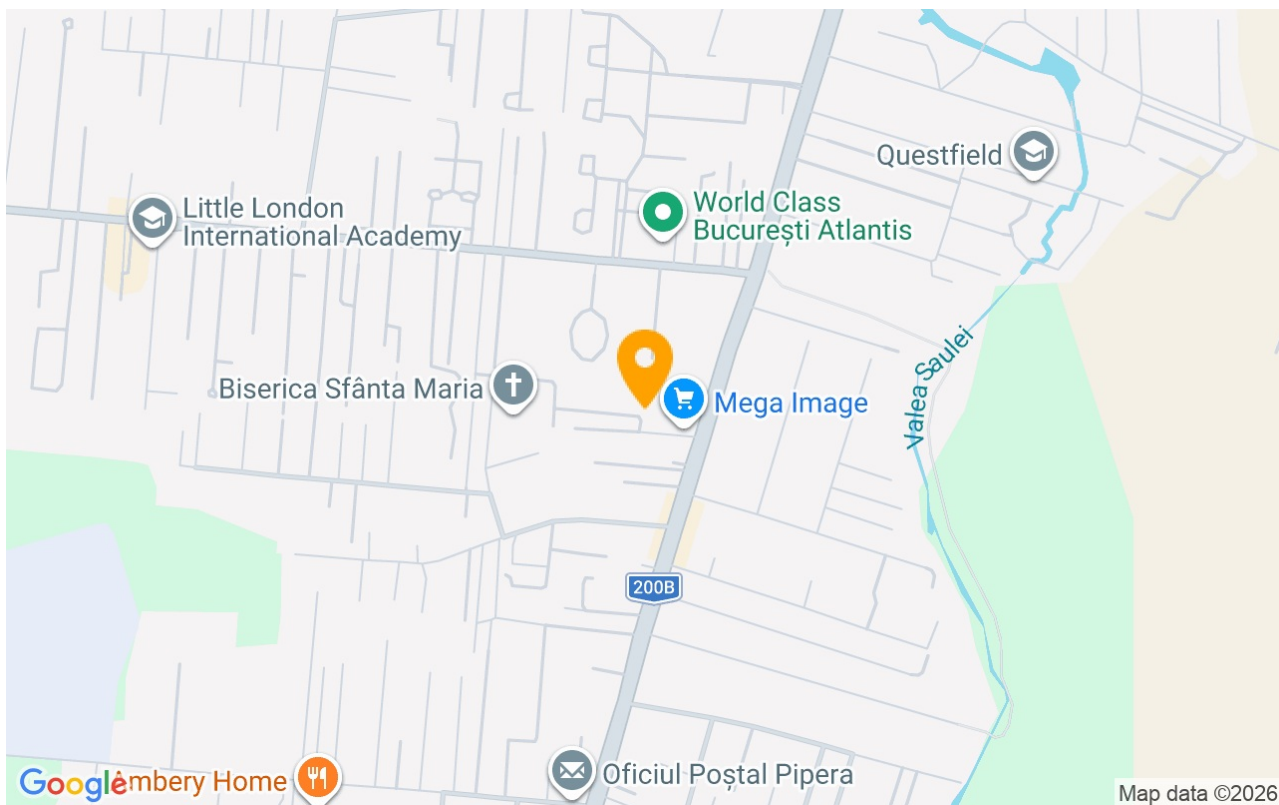 Questfield
Little London
International Academy
World Class
București Atlantis
Valea Saulei
Biserica Sfânta Maria
Mega Image
200B
Oficiul Poștal Pipera
Google
Ambery Home
Map data ©2026